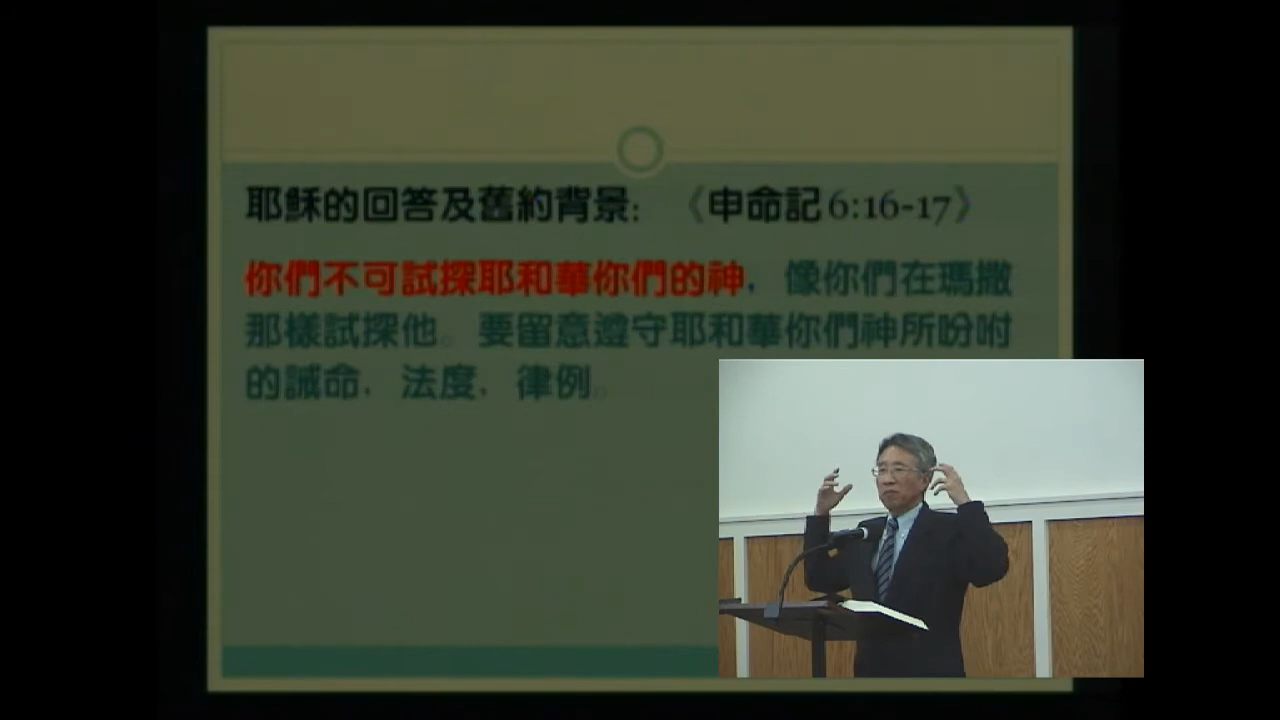 耶穌的回答及舊約背景：《申命記6:16-17》
你們不可試探耶和華你們的神，像你們在瑪撒
那樣試探他。要留意遵守耶和華你們神所吩咐
的誡命，法度，律例。